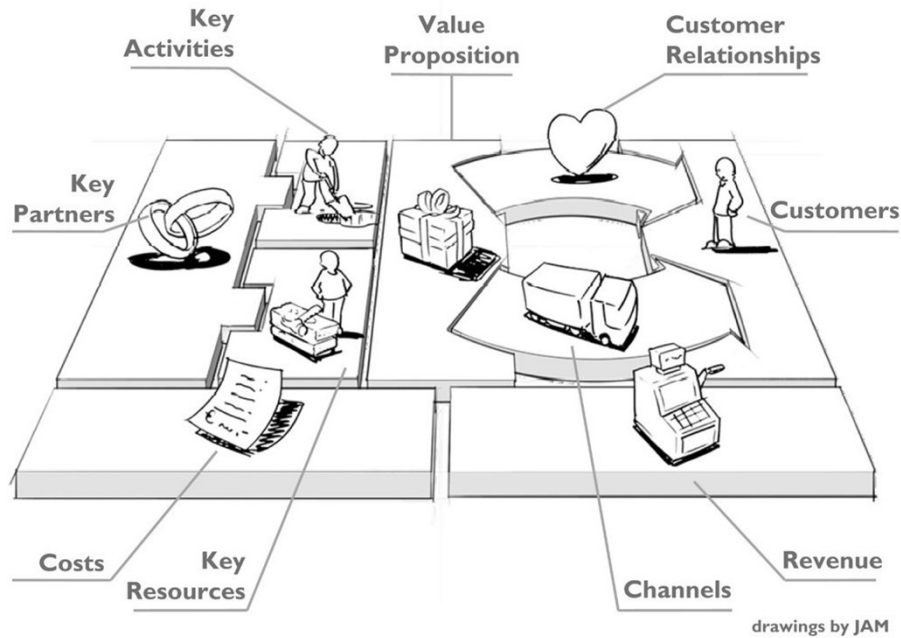 Key
Activities
Value
Proposition
Customer
Relationships
Key
Partners
Customers
Costs
Key
Resources
Channels
Revenue
drawings by JAM